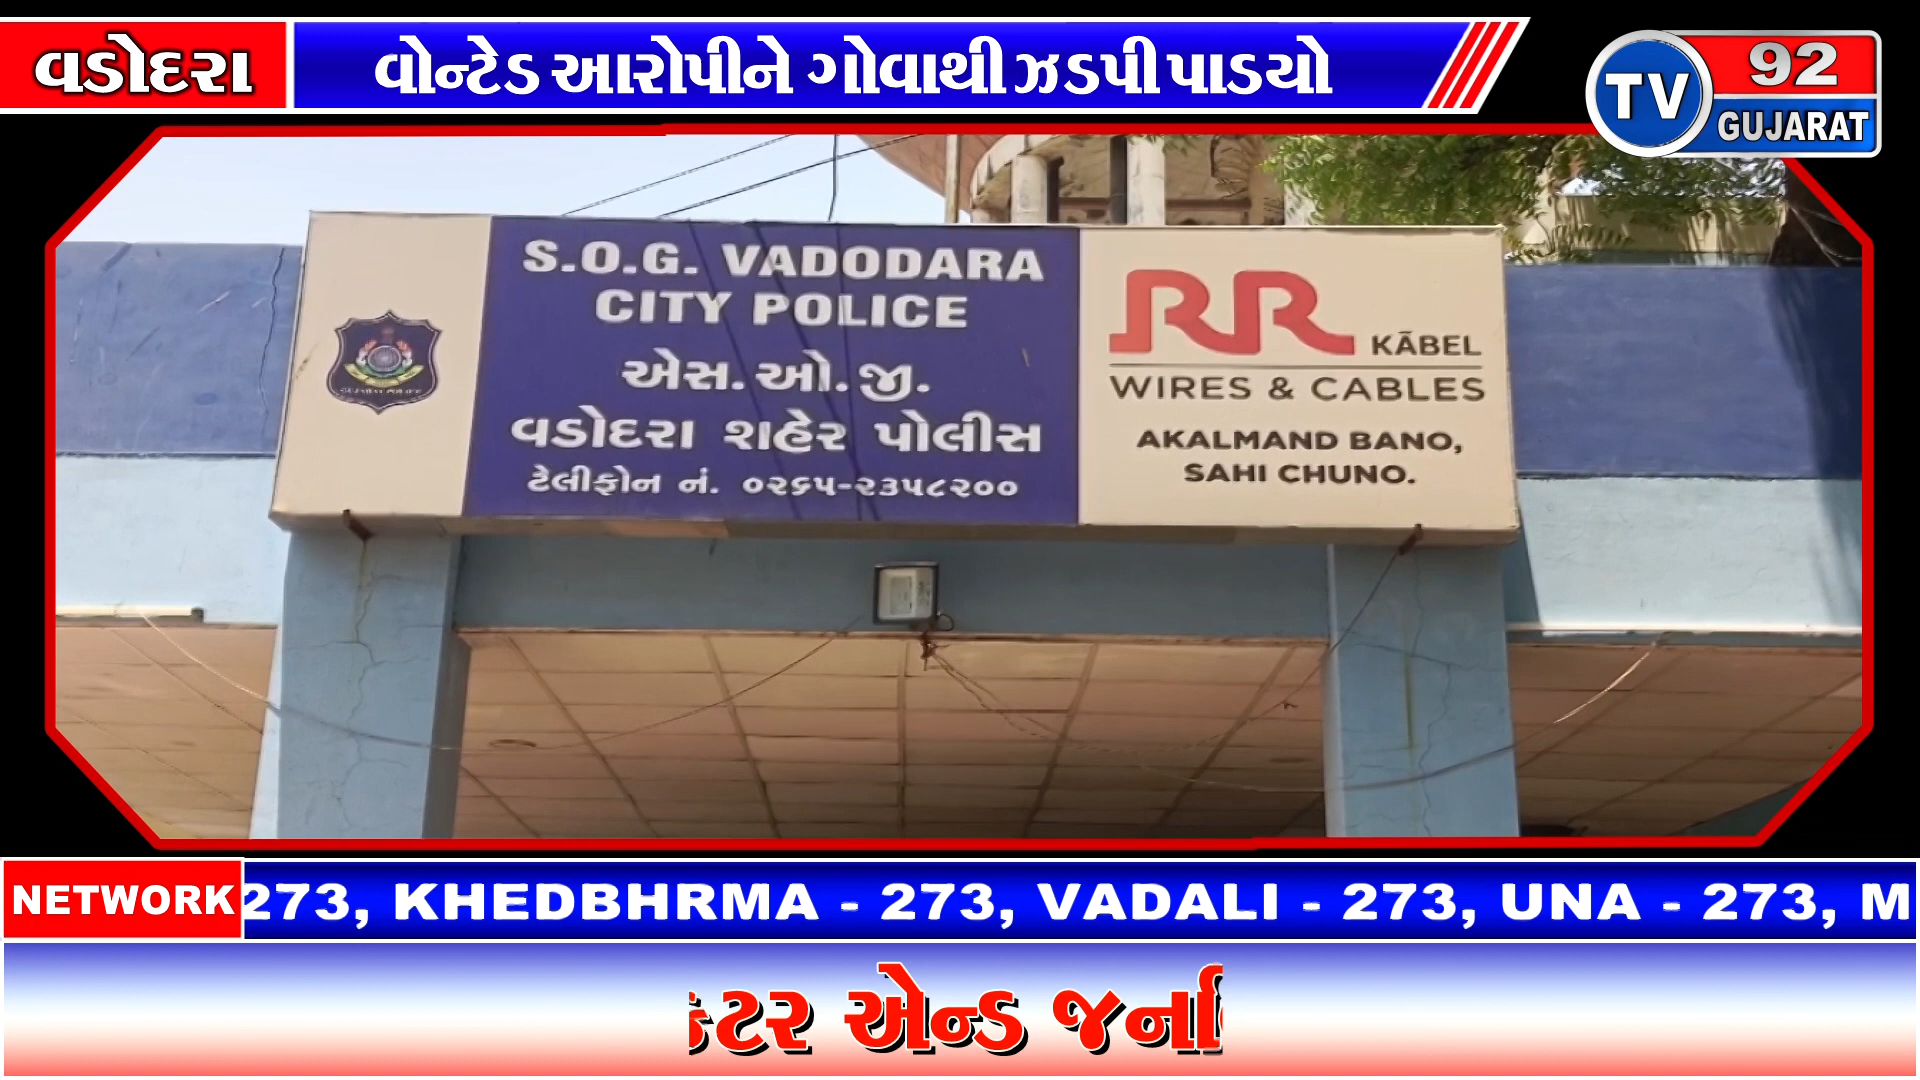 વડોદરા
વોન્ટેડ આરોપીને ગોવાથી ઝડપી પાડયો
TV
92
GUJARAT
S.O.G. VADODARA
CITY POLICE
એસ.ઓ.જી.
વડોદરા શહેર પોલીસ
ટેલીફોન નં. ૦૨૬૫-૨૩૫૮૨૦૦
RR KĀBEL
WIRES & CABLES
AKALMAND BANO,
SAHI CHUNO.
NETWORK
273, KHEDBHRMA - 273, VADALI - 273, UNA - 273, M
ટર એન્ડ